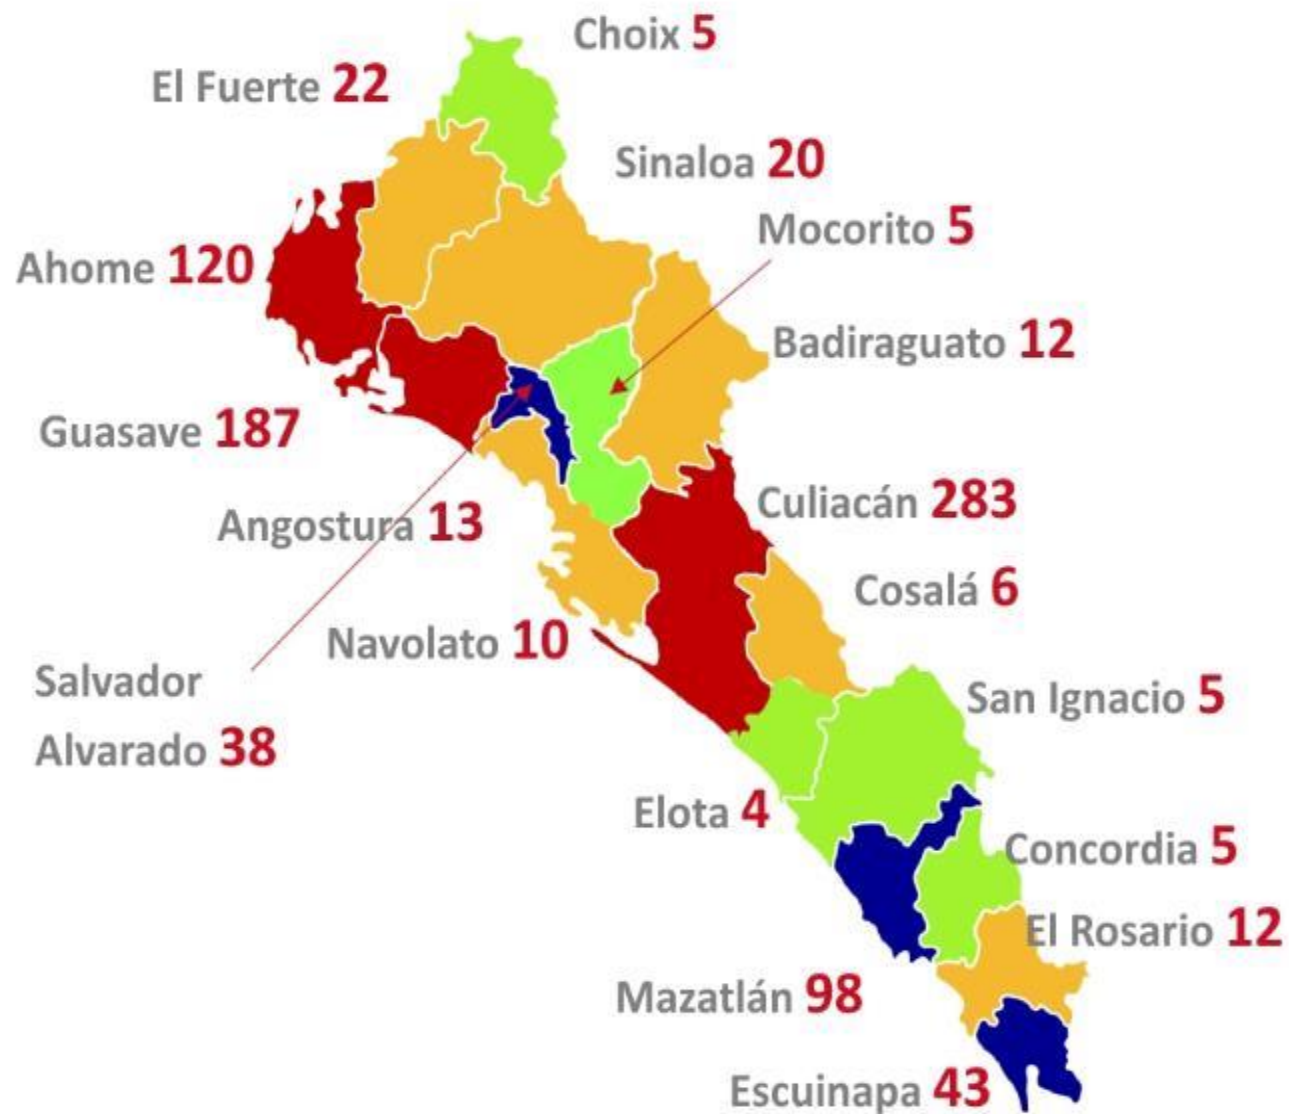 Choix 5
El Fuerte 22
Sinaloa 20
Mocorito 5
Ahome 120
Badiraguato 12
Guasave 187
Culiacán 283
Angostura 13
Cosalá 6
Navolato 10
Salvador
Alvarado 38
San Ignacio 5
Elota 4
Concordia 5
El Rosario 12
Mazatlán 98
Escuinapa 43